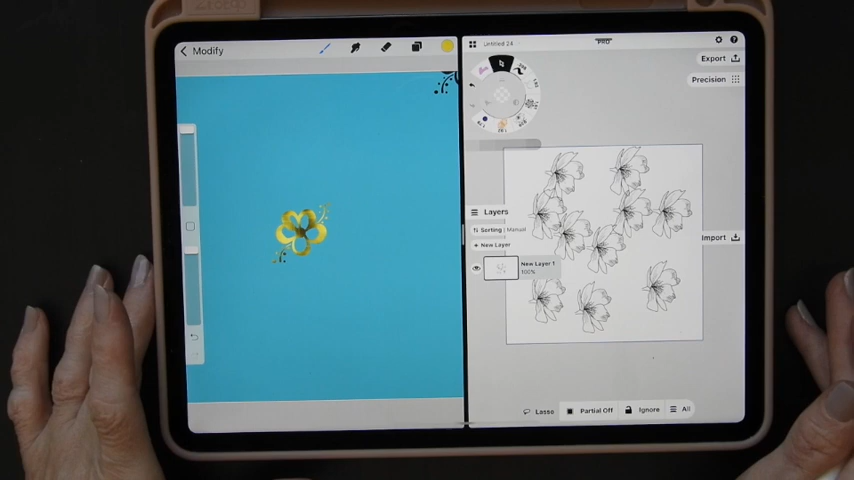 Modify
Untitled 24
PRO
Export
Precision
Layers
Sorting | Manual
+ New Layer
New Layer 1
100%
Import
Lasso
Partial Off
Ignore
All